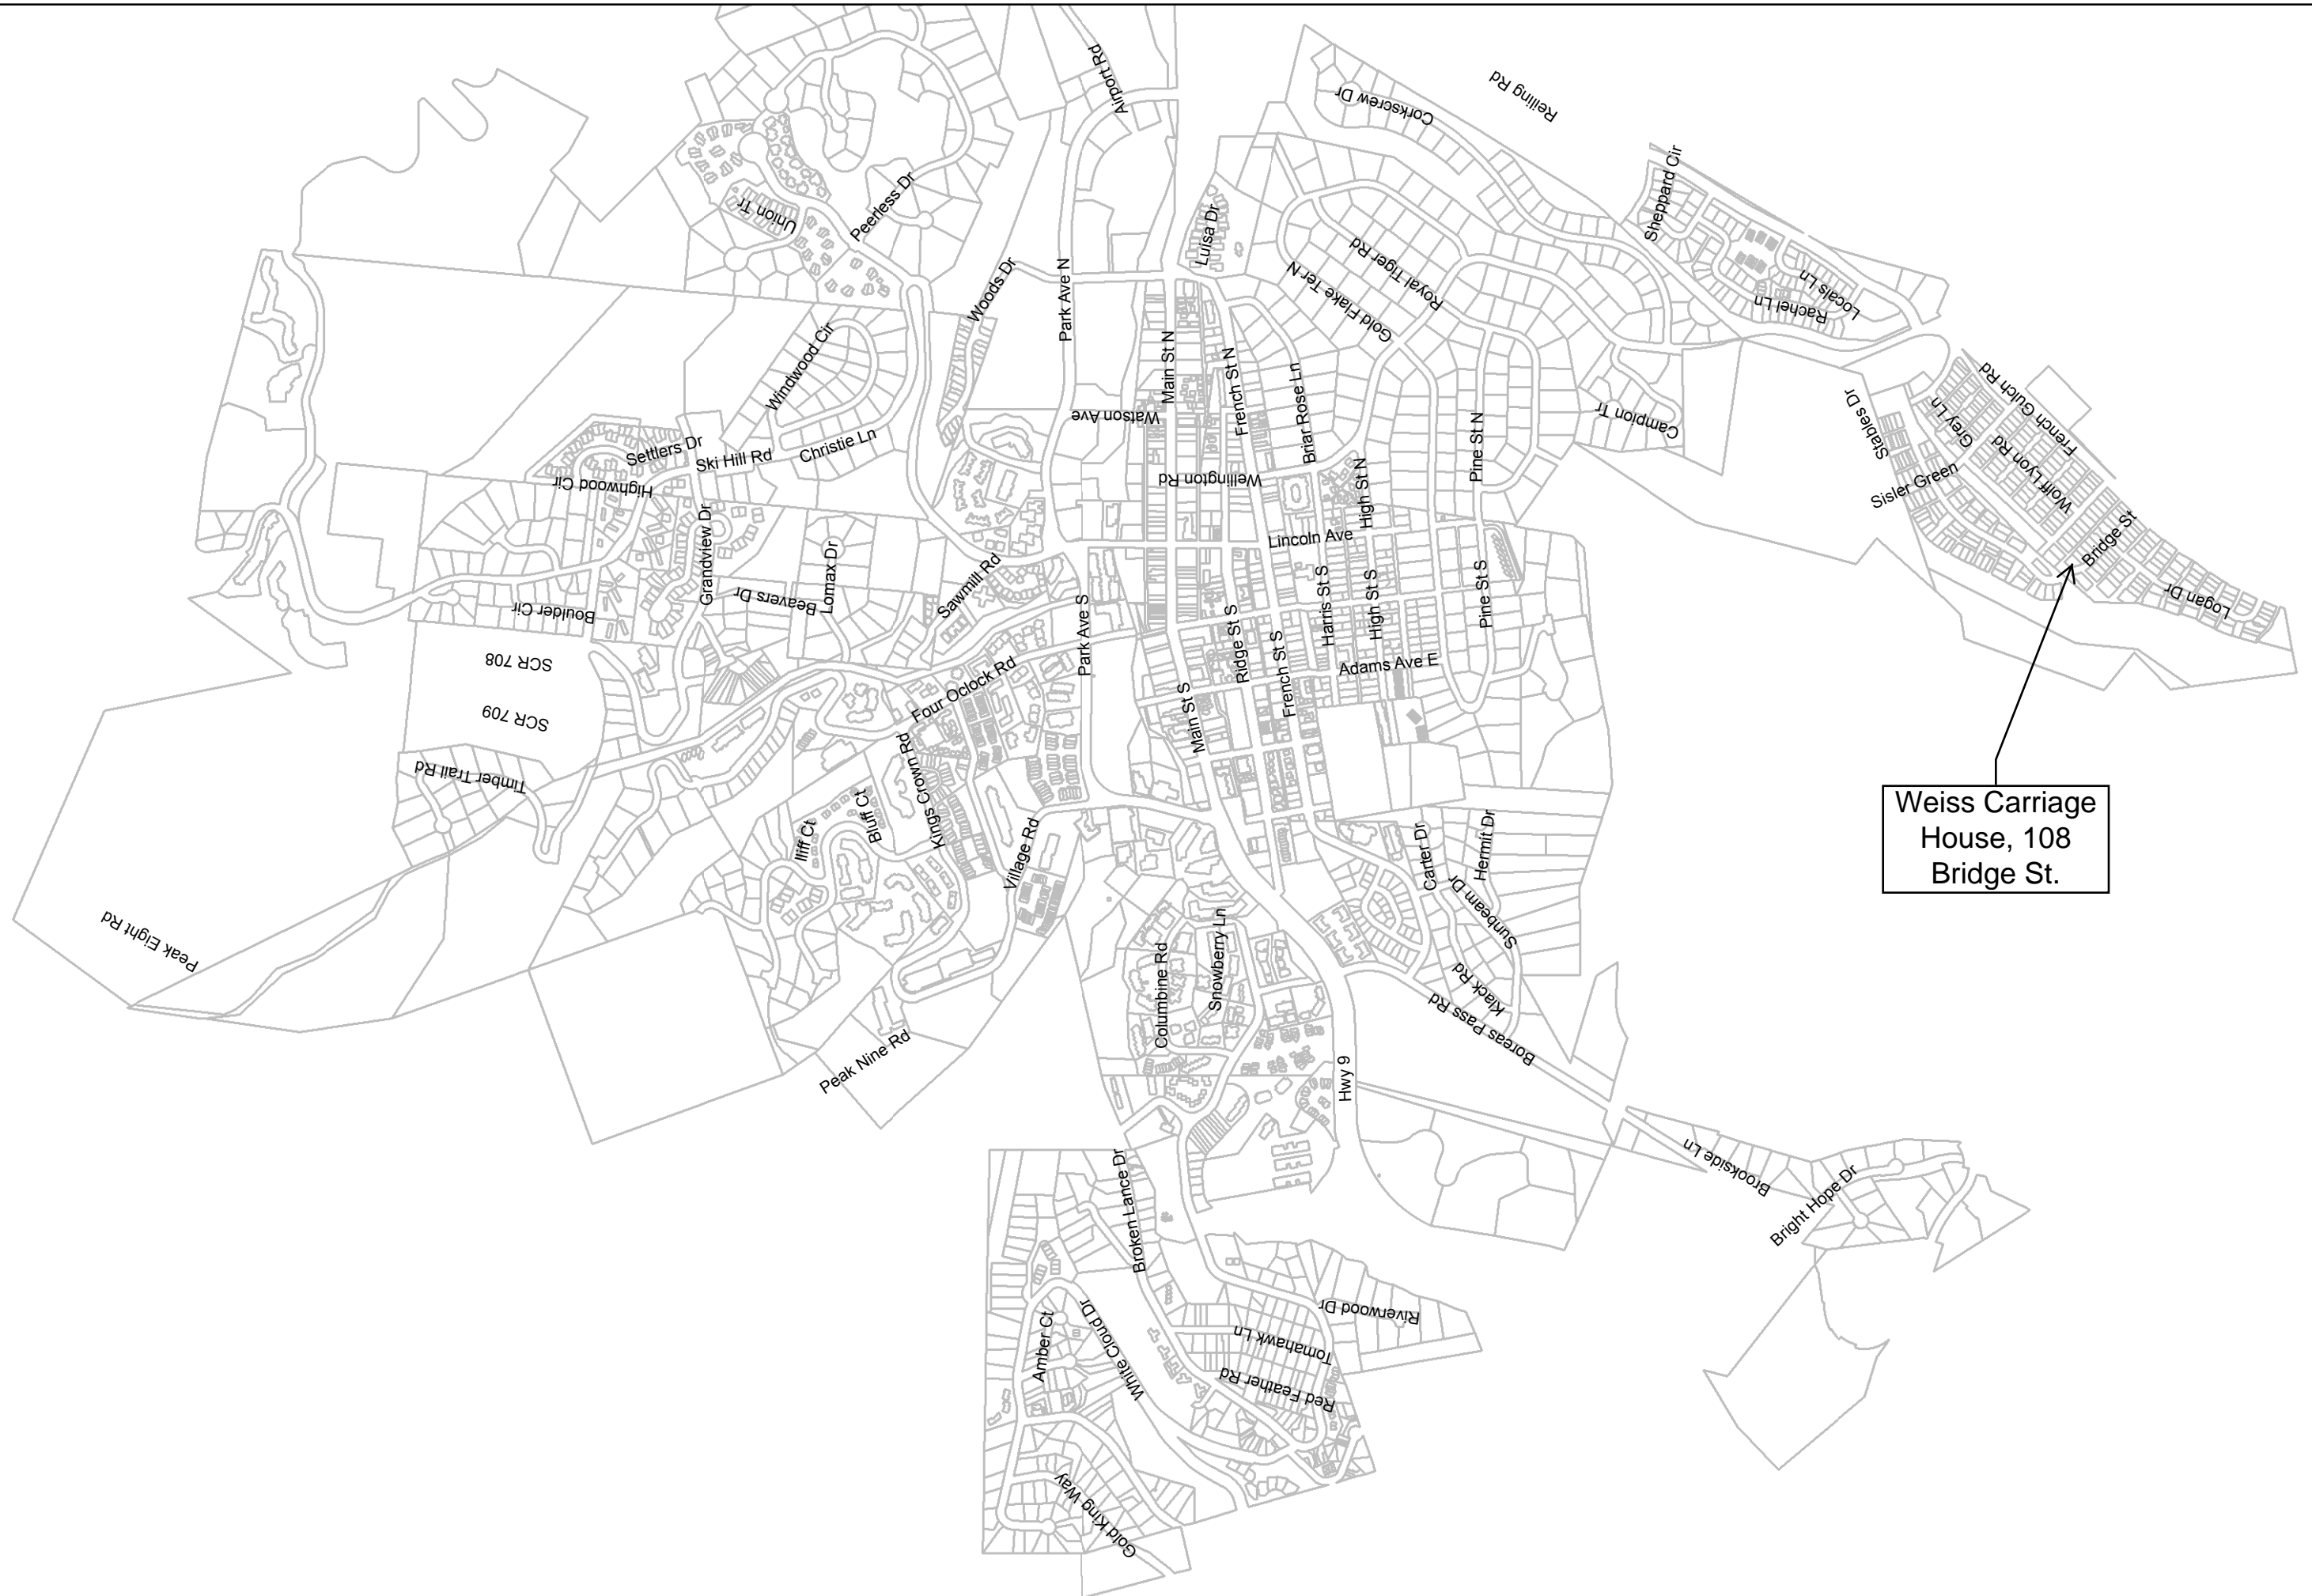 Airport Rd
Reiling Rd
Corkscrew Dr
Sheppard Cir
Peerless Dr
Union Tr
Luisa Dr
Woods Dr
Park Ave N
Royal Tiger Rd
Gold Flake Ter N
Locals Ln
Rachel Ln
Windwood Cir
Main St N
French St N
Briar Rose Ln
Watson Ave
Campion Tr
Stables Dr
Grey Ln
French Gulch Rd
Wolff Lyon Rd
Sisler Green
Settlers Dr
Ski Hill Rd
Christie Ln
Highwood Cir
Wellington Rd
High St N
Pine St N
Lincoln Ave
Bridge St
Grandview Dr
Lomax Dr
Beavers Dr
Sawmill Rd
Boulder Cir
Park Ave S
Ridge St S
French St S
Harris St S
High St S
Pine St S
Logan Dr
SCR 708
SCR 709
Four Oclock Rd
Adams Ave E
Main St S
Timber Trail Rd
Kings Crown Rd
Bluff Ct
Iliff Ct
Village Rd
Carter Dr
Hermit Dr
Sunbeam Dr
Weiss Carriage
House, 108
Bridge St.
Peak Eight Rd
Columbine Rd
Snowberry Ln
Klack Rd
Boreas Pass Rd
Peak Nine Rd
Hwy 9
Brookside Ln
Bright Hope Dr
Broken Lance Dr
Riverwood Dr
Amber Ct
White Cloud Dr
Tomahawk Ln
Red Feather Rd
Gold King Way